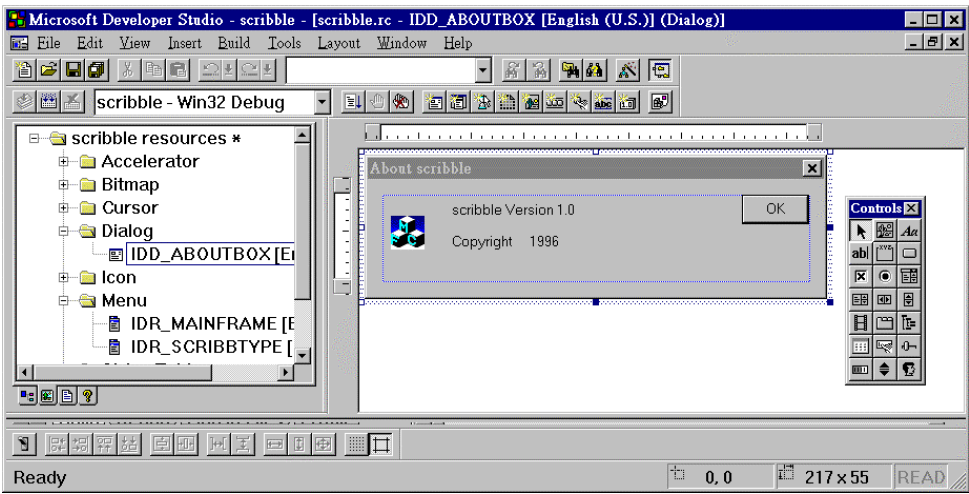 Microsoft Developer Studio - scribble - [scribble.rc - IDD_ABOUTBOX [English (U.S.)] (Dialog)]
File Edit View Insert Build Tools Layout Window Help
scribble - Win32 Debug
scribble resources *
Accelerator
Bitmap
Cursor
Dialog
IDD_ABOUTBOX [E
Icon
Menu
IDR_MAINFRAME [E
IDR_SCRIBBTYPE [
About scribble
scribble Version 1.0
OK
Copyright 1996
Controls
Aa
ab|
Ready
0, 0
217 x 55
READ